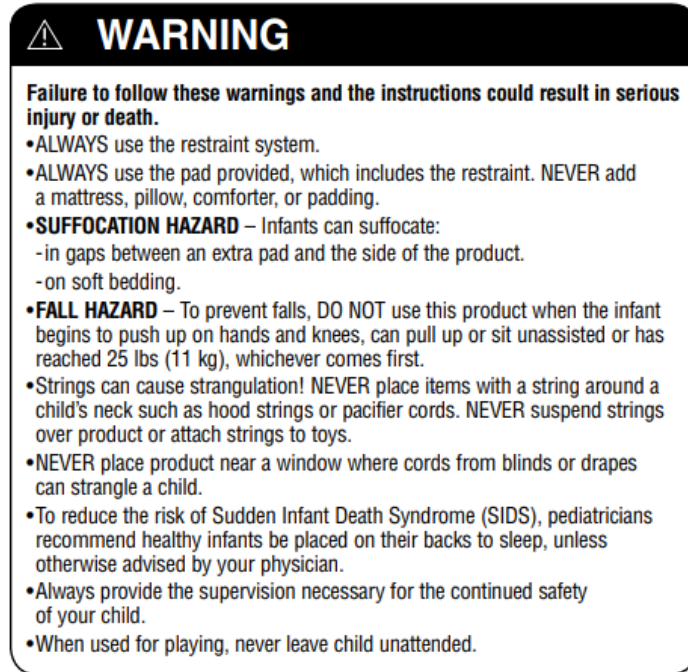 ⚠ WARNING
Failure to follow these warnings and the instructions could result in serious
injury or death.
•ALWAYS use the restraint system.
•ALWAYS use the pad provided, which includes the restraint. NEVER add
a mattress, pillow, comforter, or padding.
•SUFFOCATION HAZARD – Infants can suffocate:
-in gaps between an extra pad and the side of the product.
-on soft bedding.
•FALL HAZARD – To prevent falls, DO NOT use this product when the infant
begins to push up on hands and knees, can pull up or sit unassisted or has
reached 25 lbs (11 kg), whichever comes first.
•Strings can cause strangulation! NEVER place items with a string around a
child’s neck such as hood strings or pacifier cords. NEVER suspend strings
over product or attach strings to toys.
•NEVER place product near a window where cords from blinds or drapes
can strangle a child.
•To reduce the risk of Sudden Infant Death Syndrome (SIDS), pediatricians
recommend healthy infants be placed on their backs to sleep, unless
otherwise advised by your physician.
•Always provide the supervision necessary for the continued safety
of your child.
•When used for playing, never leave child unattended.